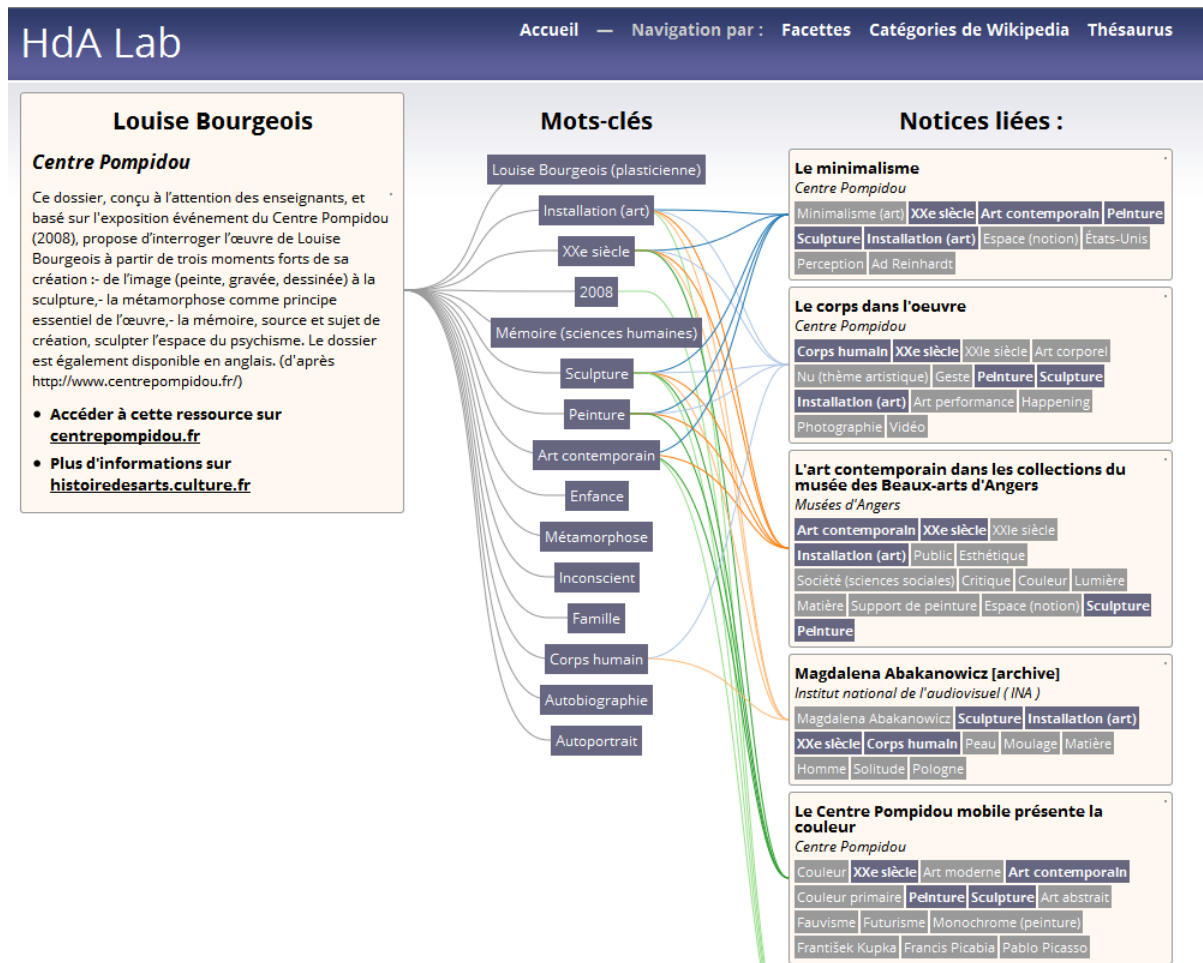 HdA Lab
Accueil — Navigation par : Facettes Catégories de Wikipedia Thésaurus
Louise Bourgeois
Centre Pompidou
Ce dossier, conçu à l'attention des enseignants, et
basé sur l'exposition événement du Centre Pompidou
(2008), propose d'interroger l'œuvre de Louise
Bourgeois à partir de trois moments forts de sa
création :- de l'image (peinte, gravée, dessinée) à la
sculpture,- la métamorphose comme principe
essentiel de l'œuvre,- la mémoire, source et sujet de
création, sculpter l'espace du psychisme. Le dossier
est également disponible en anglais. (d'après
http://www.centrepompidou.fr/)
• Accéder à cette ressource sur
centrepompidou.fr
• Plus d'informations sur
histoiredesarts.culture.fr
Mots-clés
Louise Bourgeois (plasticienne)
Installation (art)
XXe siècle
2008
Mémoire (sciences humaines)
Sculpture
Peinture
Art contemporain
Enfance
Métamorphose
Inconscient
Famille
Corps humain
Autobiographie
Autoportrait
Notices liées :
Le minimalisme
Centre Pompidou
Minimalisme (art) XXe siècle Art contemporain Peinture
Sculpture Installation (art) Espace (notion) États-Unis
Perception Ad Reinhardt
Le corps dans l'oeuvre
Centre Pompidou
Corps humain XXe siècle XXIe siècle Art corporel
Nu (thème artistique) Geste Peinture Sculpture
Installation (art) Art performance Happening
Photographie Vidéo
L'art contemporain dans les collections du
musée des Beaux-arts d'Angers
Musées d'Angers
Art contemporain XXe siècle XXIe siècle
Installation (art) Public Esthétique
Société (sciences sociales) Critique Couleur Lumière
Matière Support de peinture Espace (notion) Sculpture
Peinture
Magdalena Abakanowicz [archive]
Institut national de l'audiovisuel ( INA )
Magdalena Abakanowicz Sculpture Installation (art)
XXe siècle Corps humain Peau Moulage Matière
Homme Solitude Pologne
Le Centre Pompidou mobile présente la
couleur
Centre Pompidou
Couleur XXe siècle Art moderne Art contemporain
Couleur primaire Peinture Sculpture Art abstrait
Fauvisme Futurisme Monochrome (peinture)
František Kupka Francis Picabia Pablo Picasso